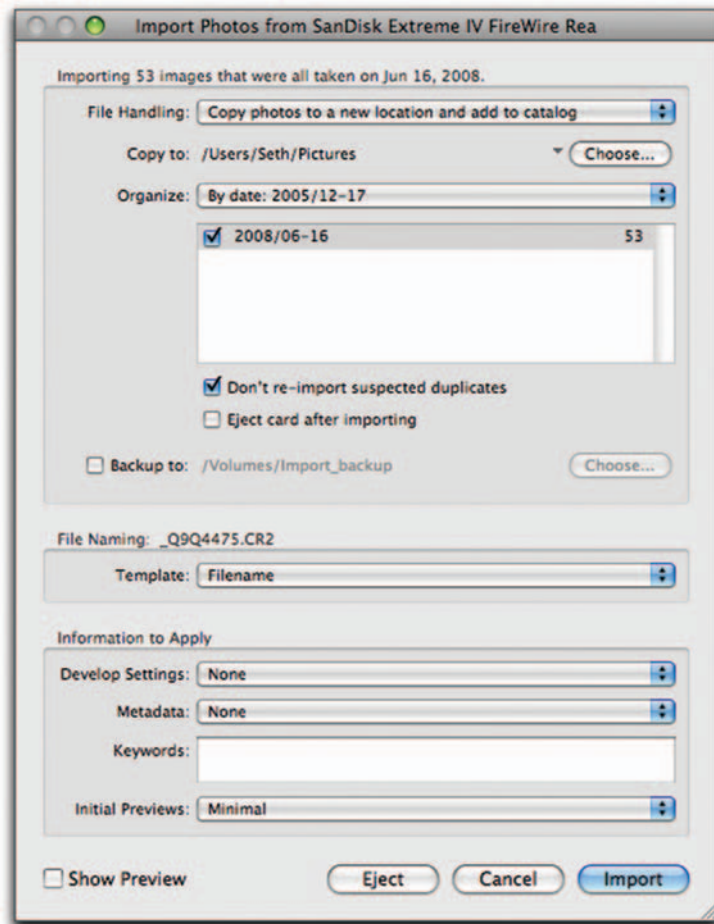 Import Photos from SanDisk Extreme IV FireWire Rea
Importing 53 images that were all taken on Jun 16, 2008.
File Handling: Copy photos to a new location and add to catalog
Copy to: /Users/Seth/Pictures Choose...
Organize: By date: 2005/12-17
2008/06-16 53
Don't re-import suspected duplicates
Eject card after importing
Backup to: /Volumes/Import_backup Choose...
File Naming: _Q9Q4475.CR2
Template: Filename
Information to Apply
Develop Settings: None
Metadata: None
Keywords:
Initial Previews: Minimal
Show Preview Eject Cancel Import